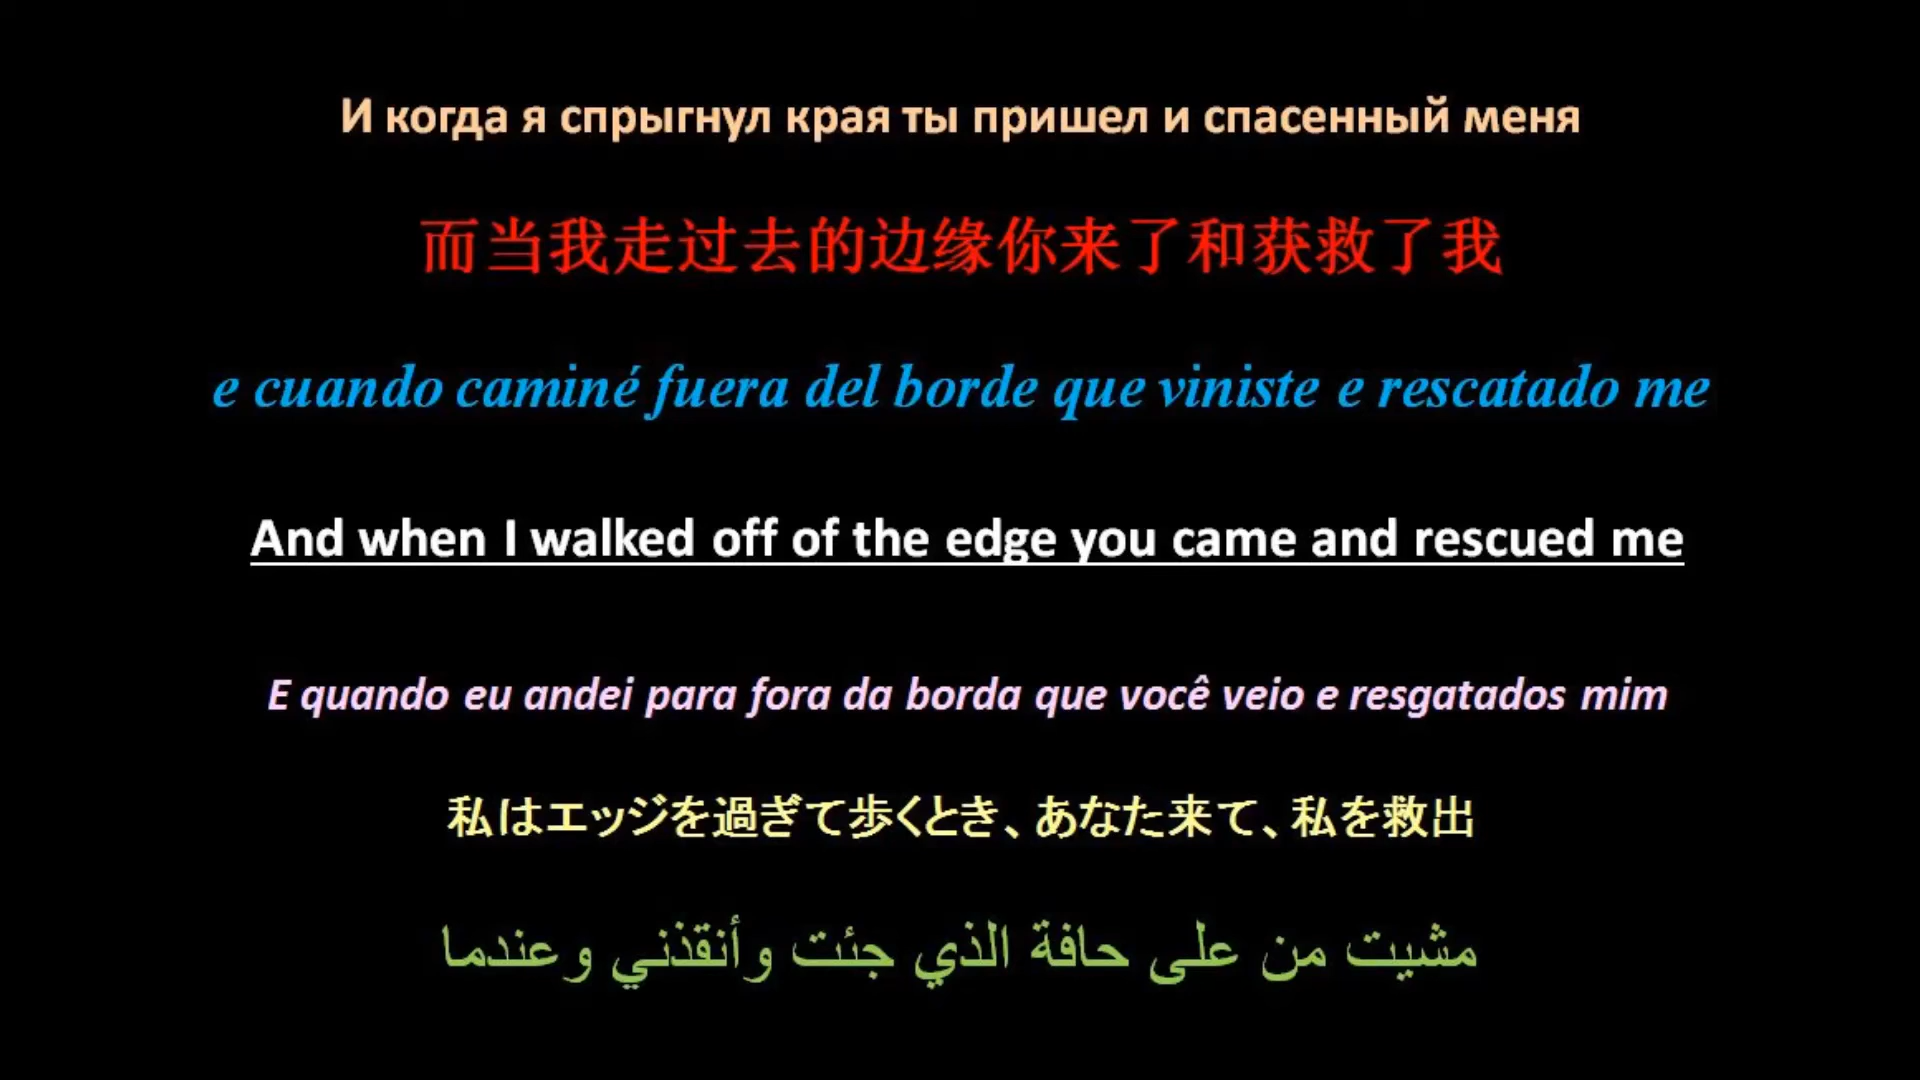 И когда я спрыгнул края ты пришел и спасенный меня
而当我走过去的边缘你来了和获救了我
e cuando caminé fuera del borde que viniste e rescatado me
And when I walked off of the edge you came and rescued me
E quando eu andei para fora da borda que você veio e resgatados mim
私はエッジを過ぎて歩くとき、あなた来て、私を救出
مشيت من على حافة الذي جئت وأنقذني وعندما